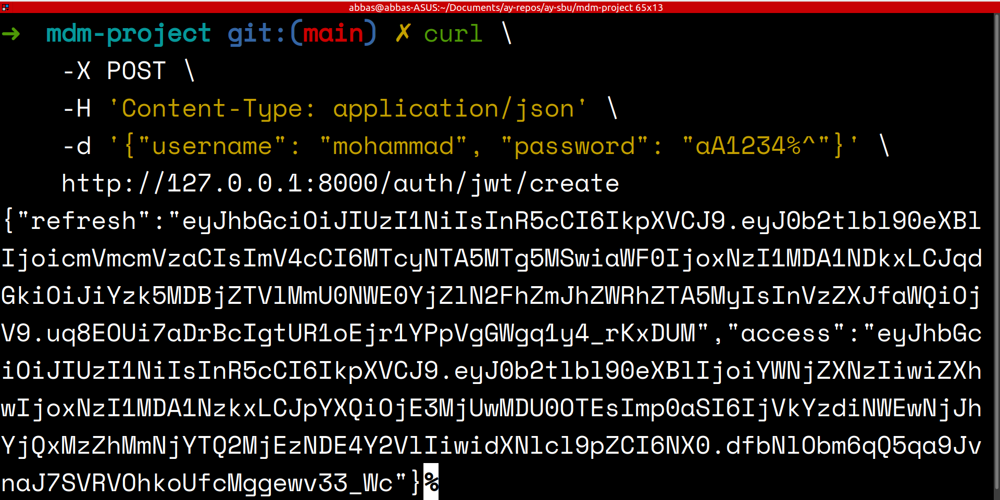 abbas@abbas-ASUS:~/Documents/ay-repos/ay-sbu/mdm-project 65x13
➜  mdm-project git:(main) ✗ curl \
    -X POST \
    -H 'Content-Type: application/json' \
    -d '{"username": "mohammad", "password": "aA1234%^"}' \
    http://127.0.0.1:8000/auth/jwt/create
{"refresh":"eyJhbGciOiJIUzI1NiIsInR5cCI6IkpXVCJ9.eyJ0b2tlbl90eXBl
IjoicmVmcmVzaCIsImV4cCI6MTcyNTA5MTg5MSwiaWF0IjoxNzI1MDA1NDkxLCJqd
GkiOiJiYzk5MDBjZTVlMmU0NWE0YjZlN2FhZmJhZWRhZTA5MyIsInVzZXJfaWQiOj
V9.uq8EOUi7aDrBcIgtUR1oEjr1YPpVgGWgq1y4_rKxDUM","access":"eyJhbGc
iOiJIUzI1NiIsInR5cCI6IkpXVCJ9.eyJ0b2tlbl90eXBlIjoiYWNjZXNzIiwiZXh
wIjoxNzI1MDA1NzkxLCJpYXQiOjE3MjUwMDU0OTEsImp0aSI6IjVkYzdiNWEwNjJh
YjQxMzZhMmNjYTQ2MjEzNDE4Y2VlIiwidXNlcl9pZCI6NX0.dfbNlObm6qQ5qa9Jv
naJ7SVRVOhkoUfcMggewv33_Wc"}%